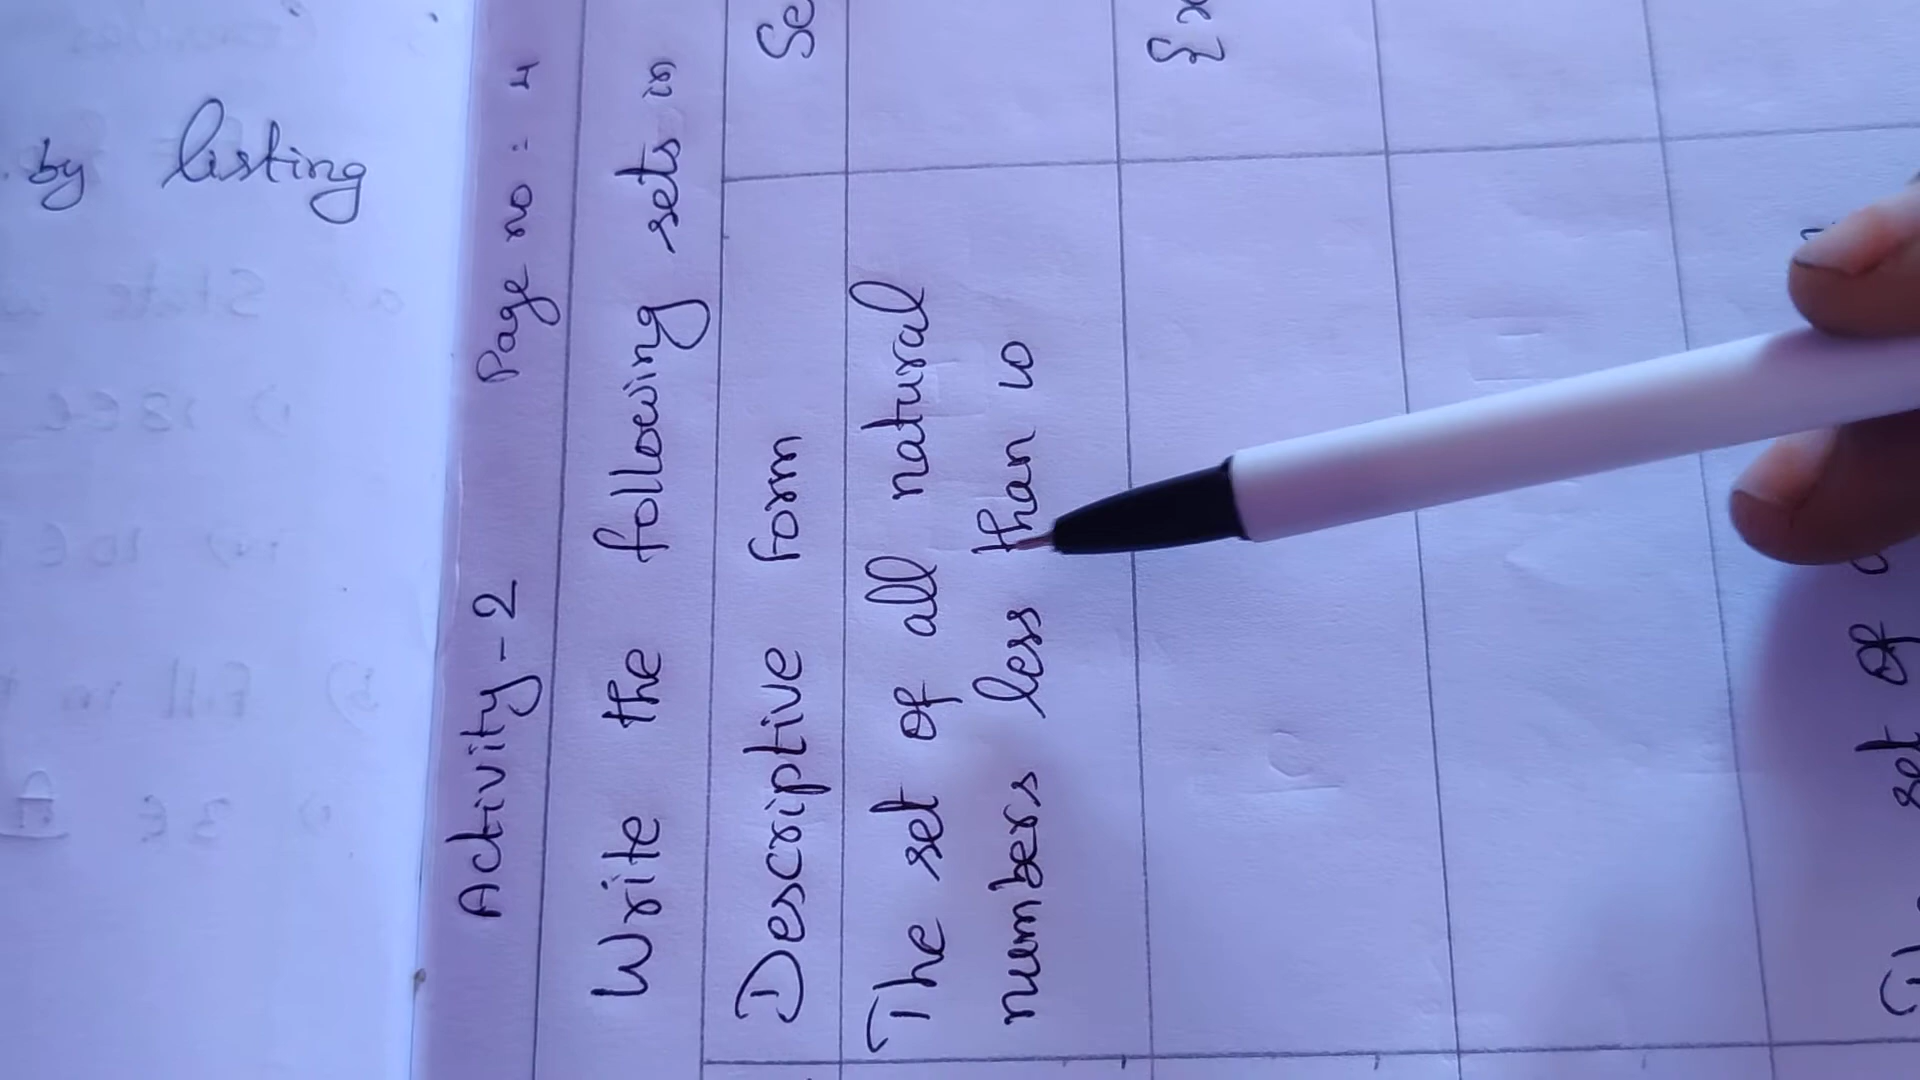 by listing
Activity-2 Page no: 4
Write the following sets in
Descriptive form Se
The set of all natural
numbers less than 10
{x
set of